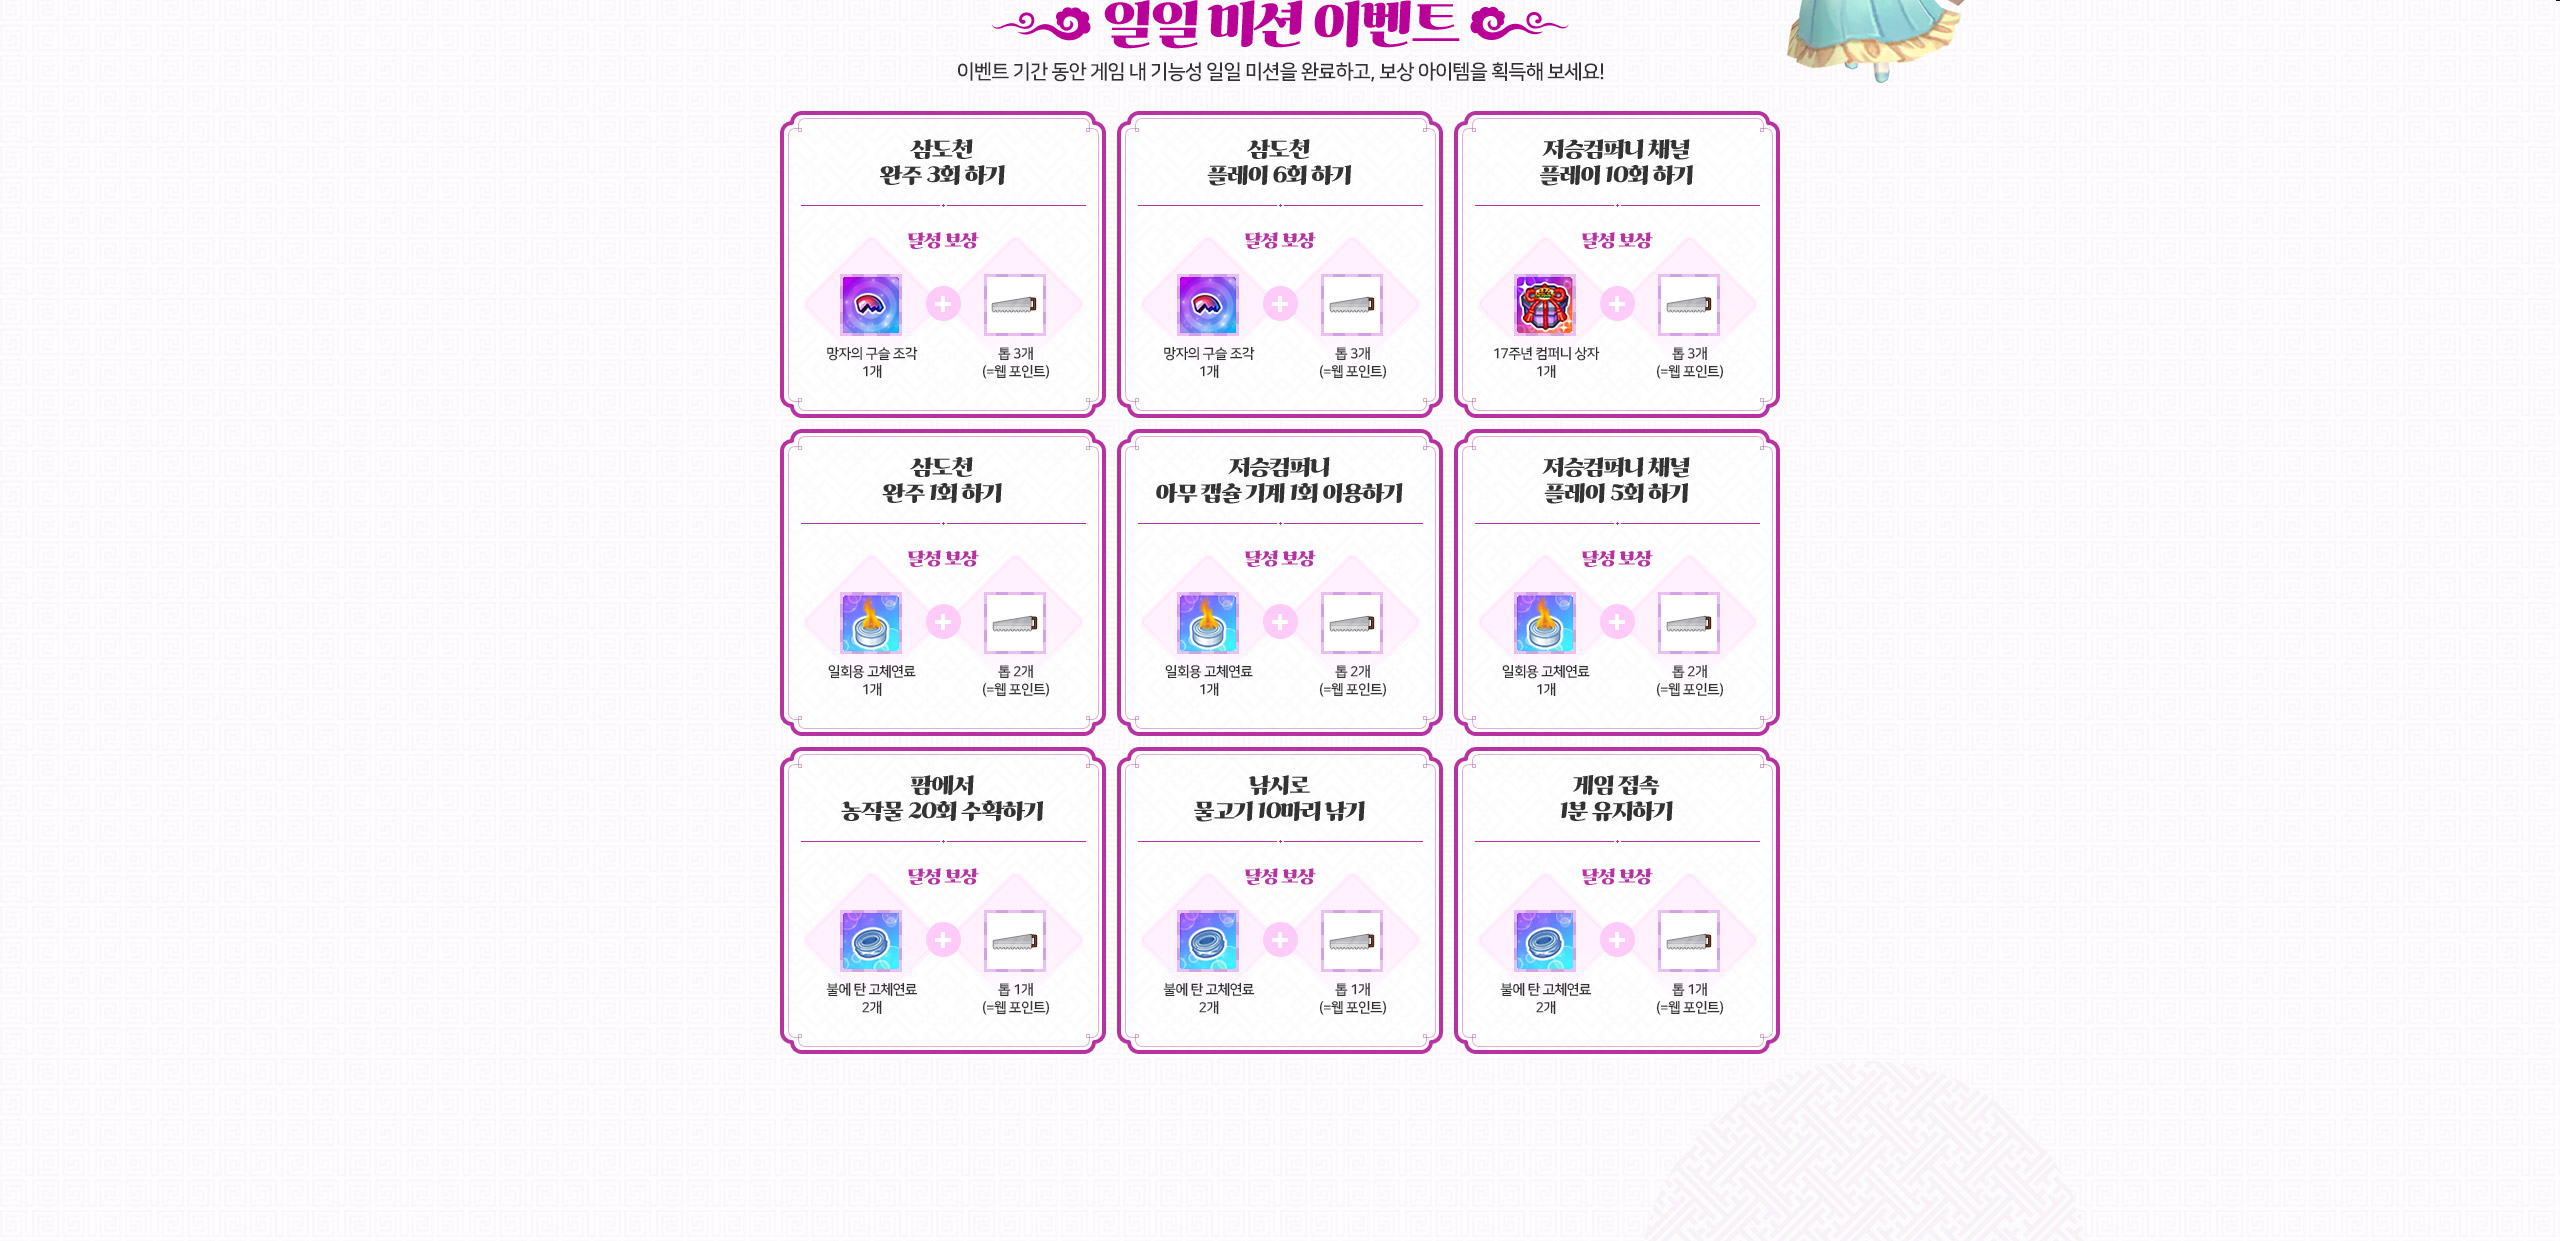 일일 미션 이벤트
이벤트 기간 동안 게임 내 기능성 일일 미션을 완료하고, 보상 아이템을 획득해 보세요!
삼도천
완주 3회 하기
달성 보상
망자의 구슬 조각
1개
톱 3개
(=웹 포인트)
삼도천
플레이 6회 하기
달성 보상
망자의 구슬 조각
1개
톱 3개
(=웹 포인트)
저승컴퍼니 채널
플레이 10회 하기
달성 보상
17주년 컴퍼니 상자
1개
톱 3개
(=웹 포인트)
삼도천
완주 1회 하기
달성 보상
일회용 고체연료
1개
톱 2개
(=웹 포인트)
저승컴퍼니
아무 캡슐 기계 1회 이용하기
달성 보상
일회용 고체연료
1개
톱 2개
(=웹 포인트)
저승컴퍼니 채널
플레이 5회 하기
달성 보상
일회용 고체연료
1개
톱 2개
(=웹 포인트)
팜에서
농작물 20회 수확하기
달성 보상
불에 탄 고체연료
2개
톱 1개
(=웹 포인트)
낚시로
물고기 10마리 낚기
달성 보상
불에 탄 고체연료
2개
톱 1개
(=웹 포인트)
게임 접속
1분 유지하기
달성 보상
불에 탄 고체연료
2개
톱 1개
(=웹 포인트)